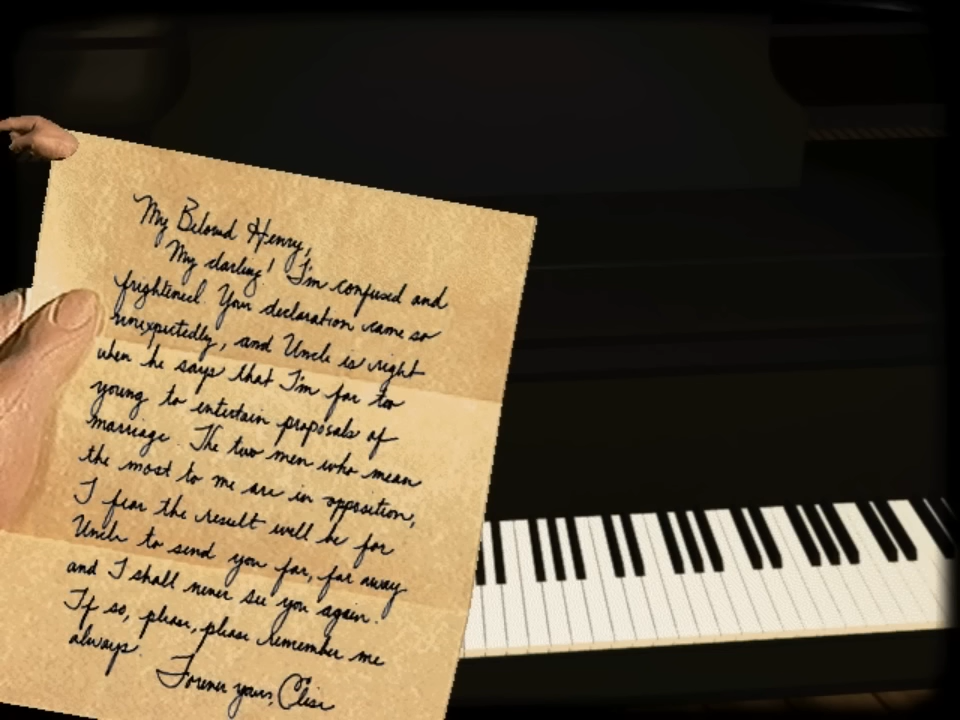 My Beloved Henry,
My darling! I'm confused and
frightened. Your declaration came so
unexpectedly, and Uncle is right
when he says that I'm far too
young to entertain proposals of
marriage. The two men who mean
the most to me are in opposition,
I fear the result will be for
Uncle to send you far, far away
and I shall never see you again.
If so, please, please remember me
always.
Forever yours, Elise